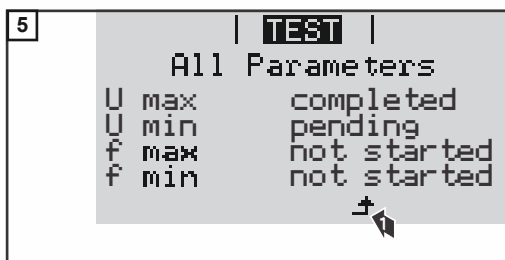 5
| TEST |
All Parameters
U max completed
U min pending
f max not started
f min not started
1